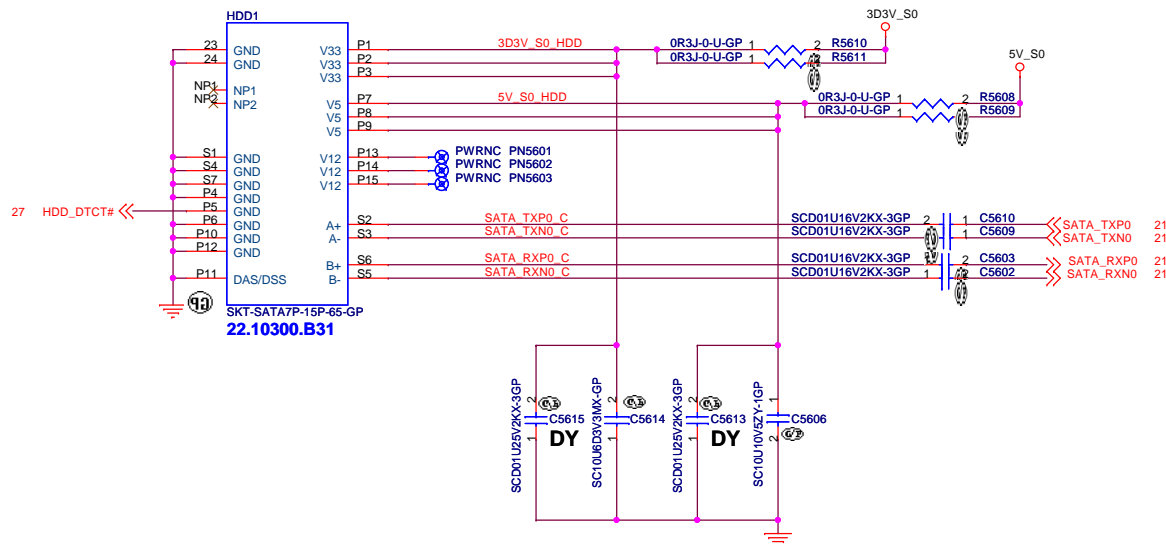 HDD1
3D3V_S0
23 GND V33 P1 3D3V_S0_HDD 0R3J-0-U-GP 1 2 R5610
24 GND V33 P2 0R3J-0-U-GP 1 2 R5611
V33 P3
5V_S0
NP1 NP1
NP2 NP2 V5 P7 5V_S0_HDD 0R3J-0-U-GP 1 2 R5608
V5 P8 0R3J-0-U-GP 1 2 R5609
V5 P9
S1 GND V12 P13 PWRNC PN5601
S4 GND V12 P14 PWRNC PN5602
S7 GND V12 P15 PWRNC PN5603
P4 GND
27 HDD_DTCT# P5 GND
P6 GND A+ S2 SATA_TXP0_C SCD01U16V2KX-3GP 2 1 C5610 SATA_TXP0 21
P10 GND A- S3 SATA_TXN0_C SCD01U16V2KX-3GP 1 C5609 SATA_TXN0 21
P12 GND
B+ S6 SATA_RXP0_C SCD01U16V2KX-3GP 2 C5603 SATA_RXP0 21
P11 DAS/DSS B- S5 SATA_RXN0_C SCD01U16V2KX-3GP 1 2 C5602 SATA_RXN0 21
GP
SKT-SATA7P-15P-65-GP
22.10300.B31
SCD01U25V2KX-3GP 2 1 C5615 DY
SC10U6D3V3MX-GP 2 1 C5614
SCD01U25V2KX-3GP 2 1 C5613 DY
SC10U10V5ZY-1GP 1 2 C5606